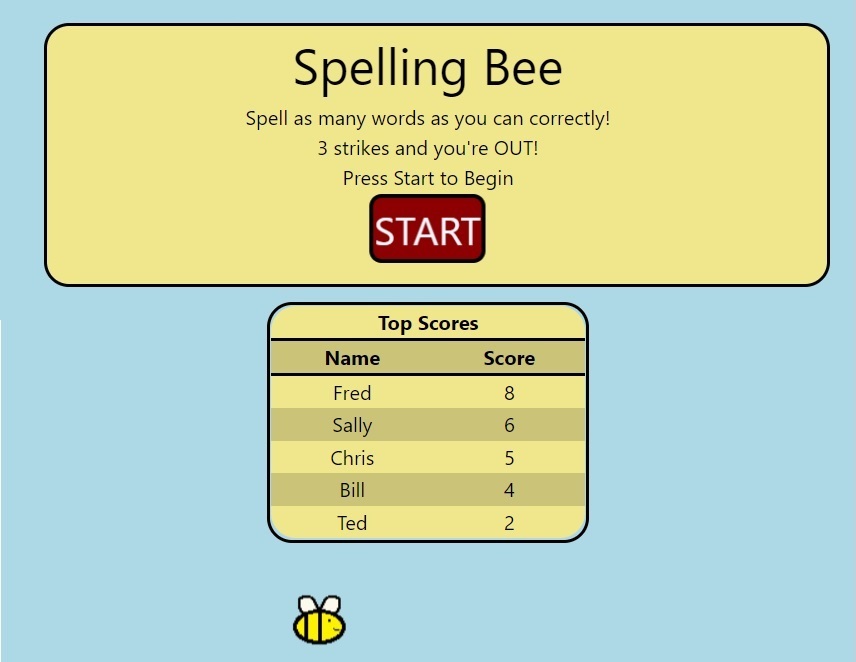 Spelling Bee
Spell as many words as you can correctly!
3 strikes and you're OUT!
Press Start to Begin
START
Top Scores
Name Score
Fred 8
Sally 6
Chris 5
Bill 4
Ted 2